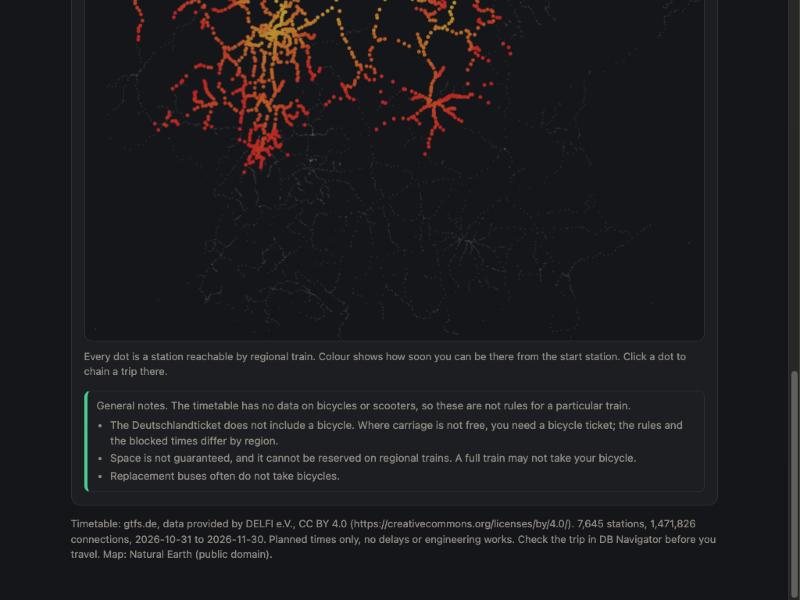 Every dot is a station reachable by regional train. Colour shows how soon you can be there from the start station. Click a dot to
chain a trip there.
General notes. The timetable has no data on bicycles or scooters, so these are not rules for a particular train.
• The Deutschlandticket does not include a bicycle. Where carriage is not free, you need a bicycle ticket; the rules and
the blocked times differ by region.
• Space is not guaranteed, and it cannot be reserved on regional trains. A full train may not take your bicycle.
• Replacement buses often do not take bicycles.
Timetable: gtfs.de, data provided by DELFI e.V., CC BY 4.0 (https://creativecommons.org/licenses/by/4.0/). 7,645 stations, 1,471,826
connections, 2026-10-31 to 2026-11-30. Planned times only, no delays or engineering works. Check the trip in DB Navigator before you
travel. Map: Natural Earth (public domain).